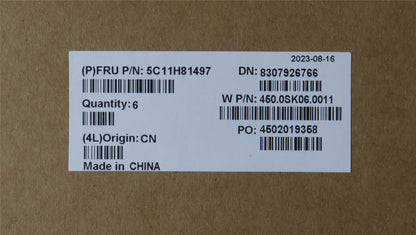 2023-08-16
(P)FRU P/N: 5C11H81497
DN: 8307926766
Quantity: 6
W P/N: 450.0SK06.0011
(4L)Origin: CN
PO: 4502019358
Made in CHINA